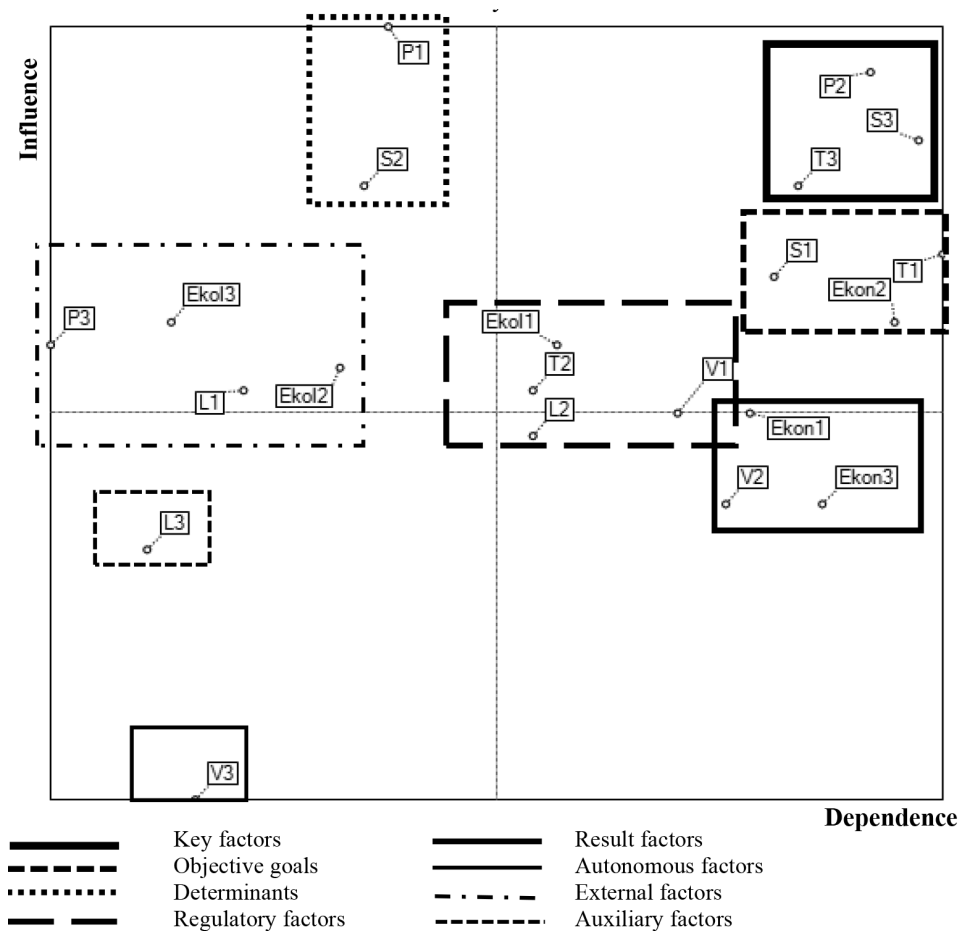 Influence
P1
P2
S3
S2
T3
S1
T1
Ekol3
Ekon2
P3
Ekol1
T2
V1
L1
Ekol2
L2
Ekon1
V2
Ekon3
L3
V3
Dependence
Key factors
Result factors
Objective goals
Autonomous factors
Determinants
External factors
Regulatory factors
Auxiliary factors